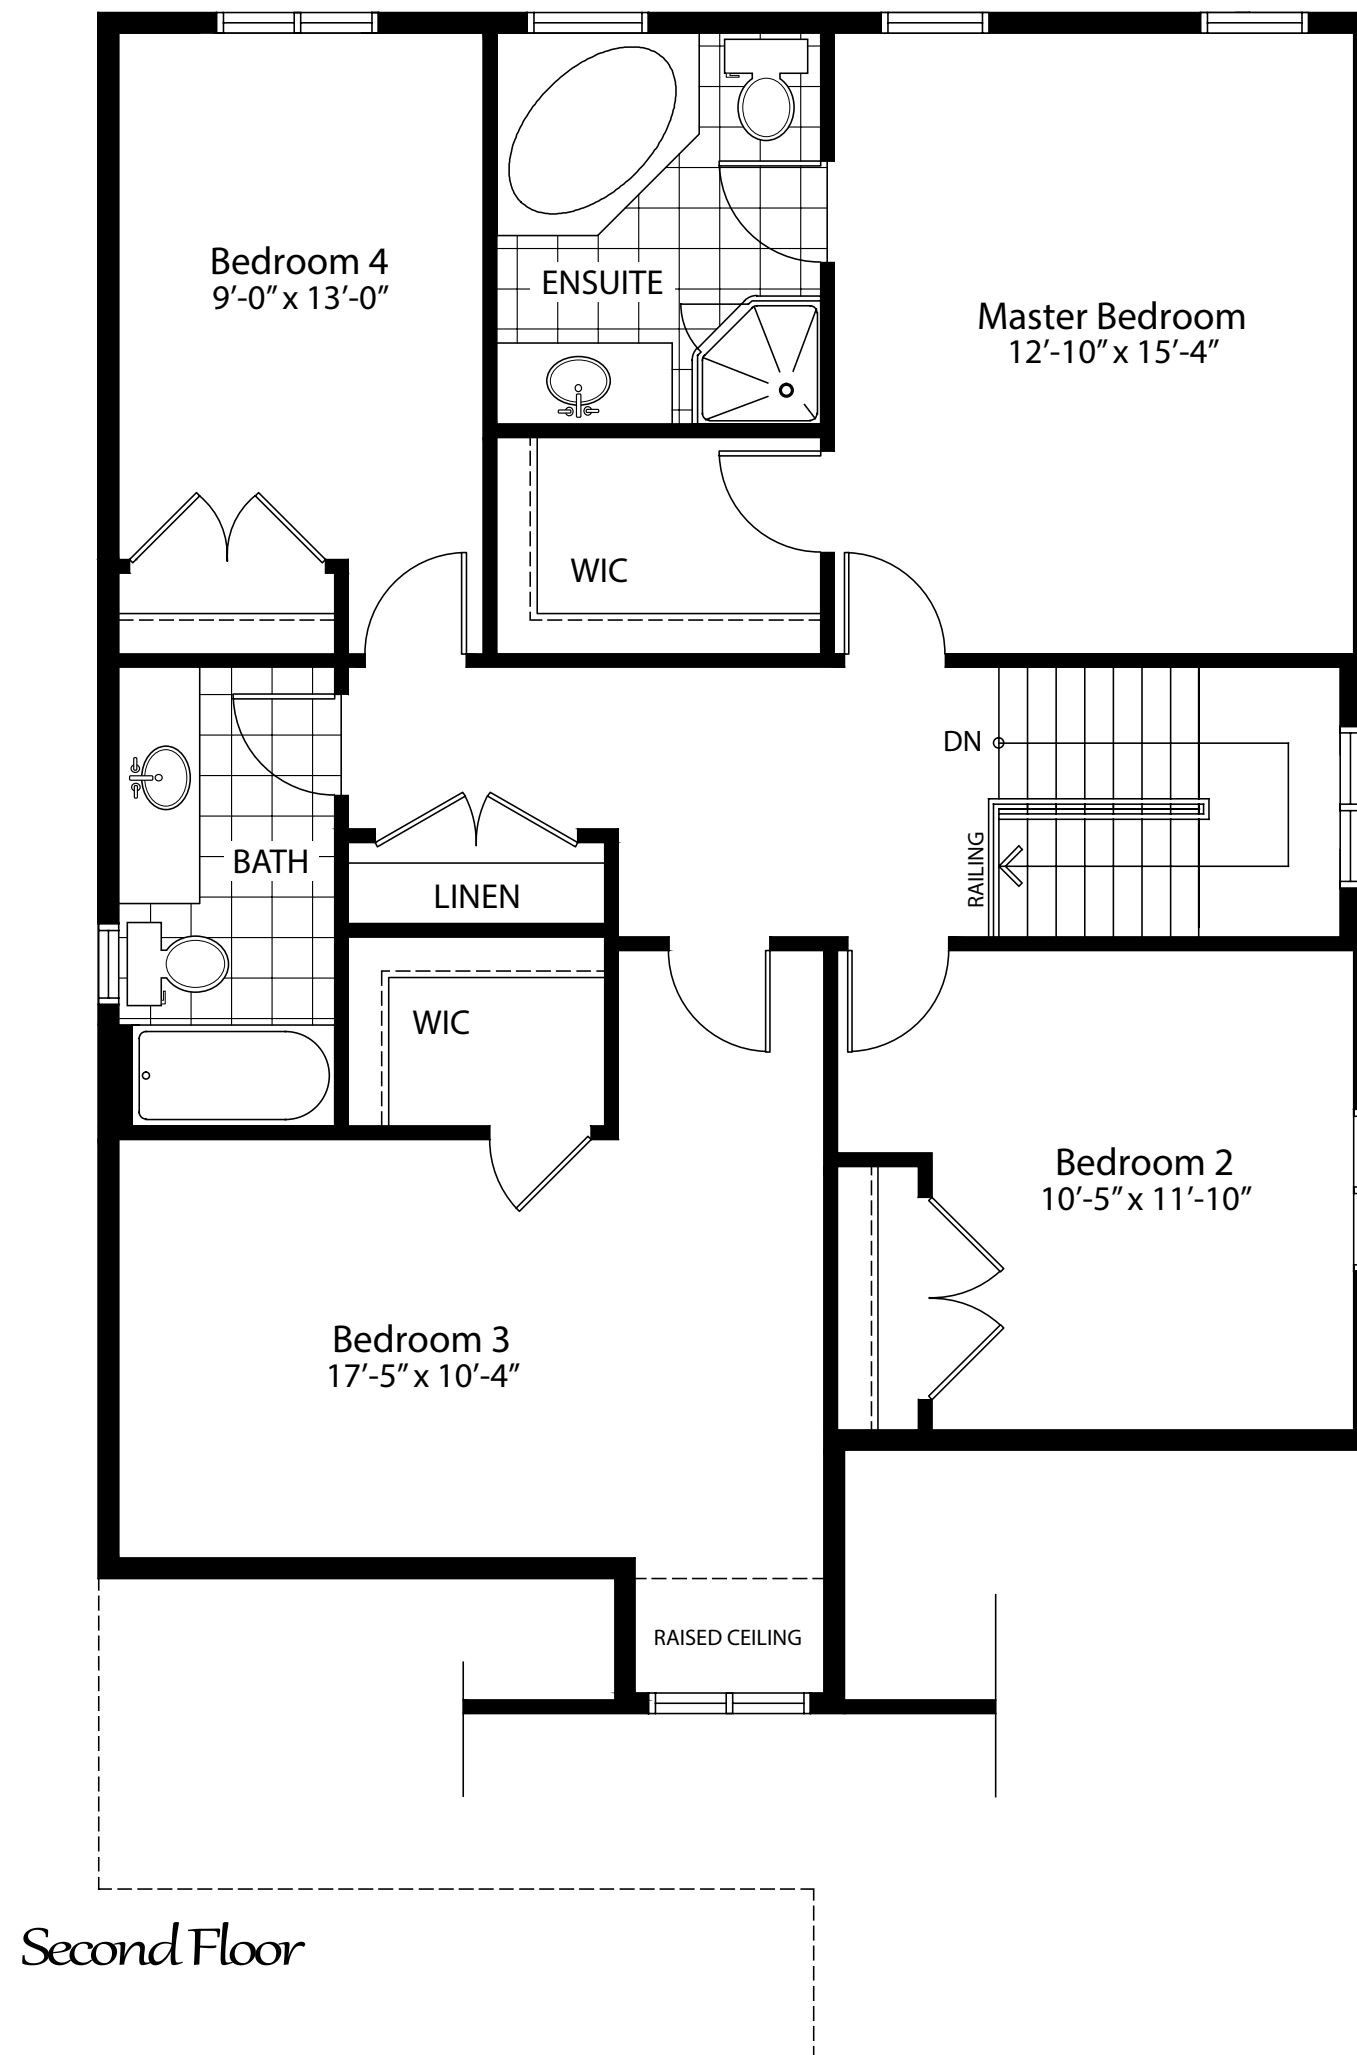 Bedroom 4
9’-0” x 13’-0”
ENSUITE
Master Bedroom
12’-10” x 15’-4”
WIC
DN
RAILING
BATH
LINEN
WIC
Bedroom 2
10’-5” x 11’-10”
Bedroom 3
17’-5” x 10’-4”
RAISED CEILING
Second Floor